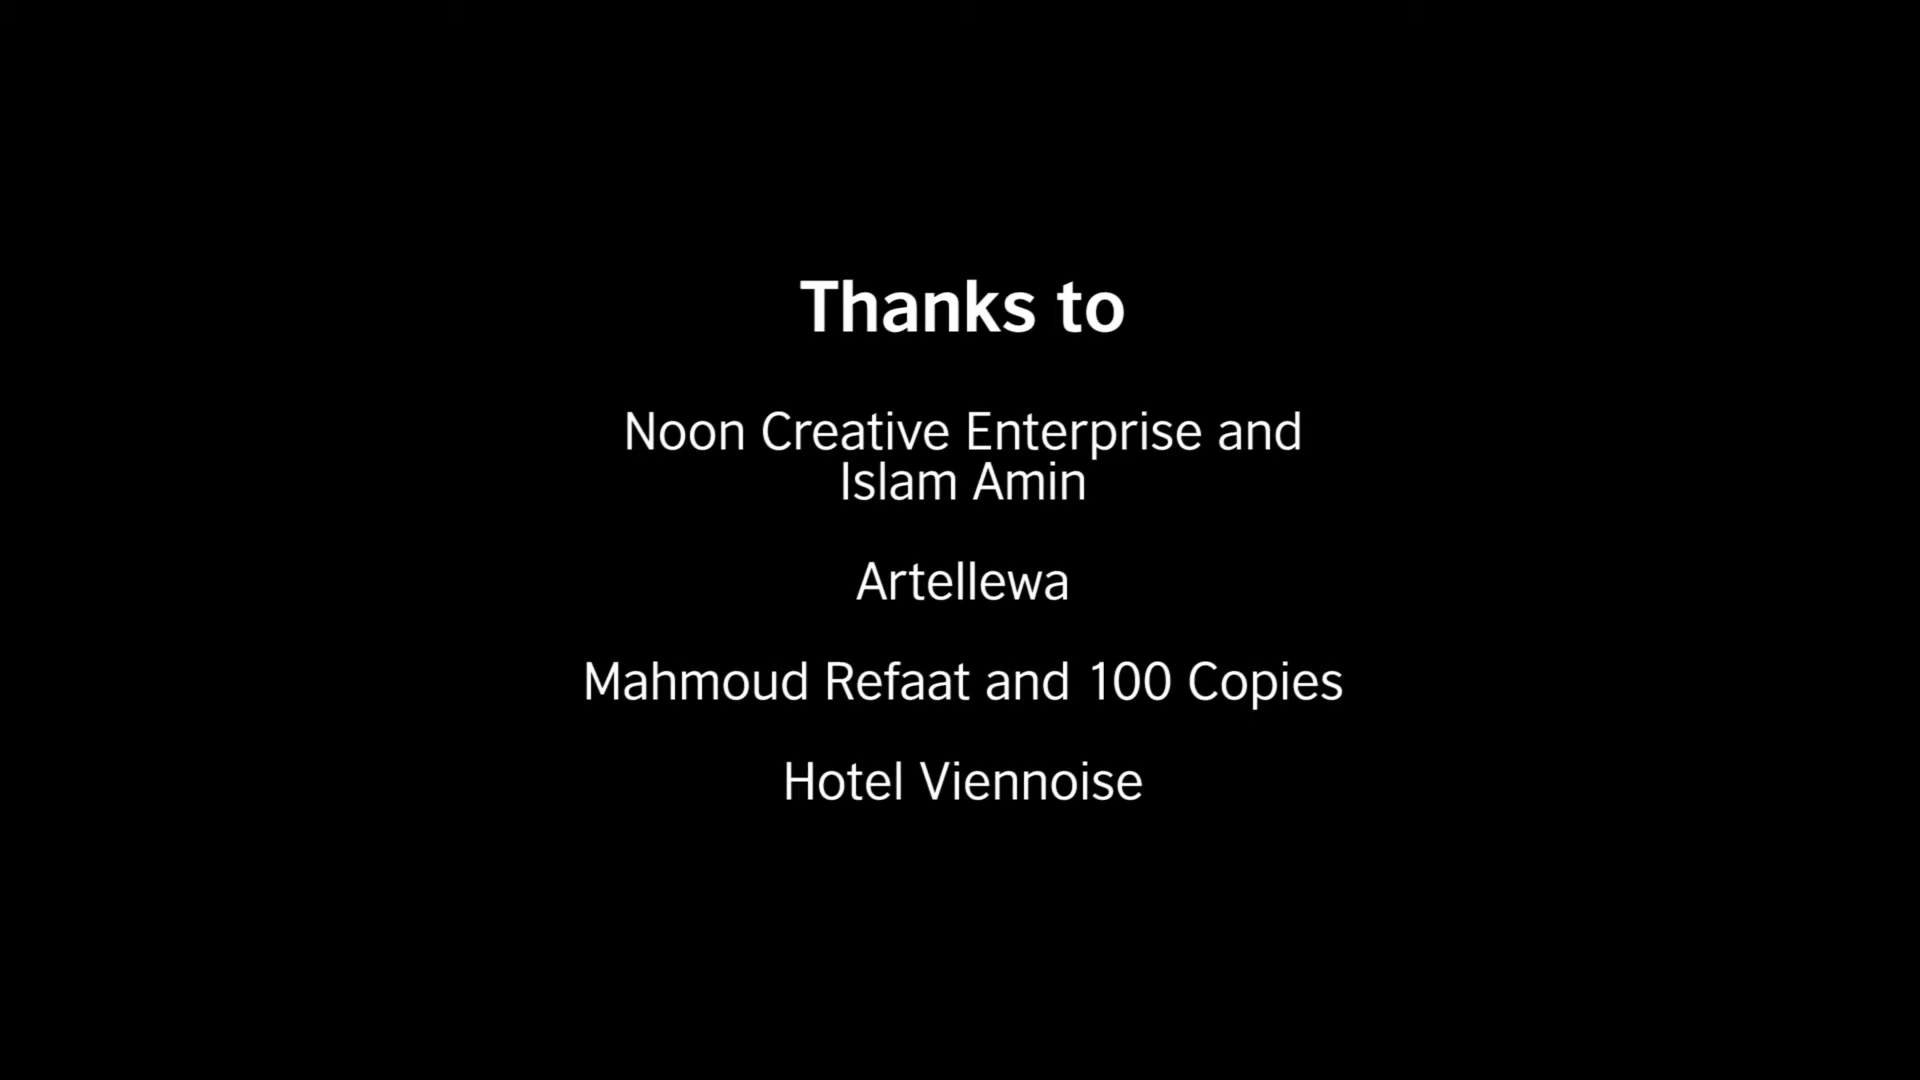 Thanks to
Noon Creative Enterprise and
Islam Amin
Artellewa
Mahmoud Refaat and 100 Copies
Hotel Viennoise